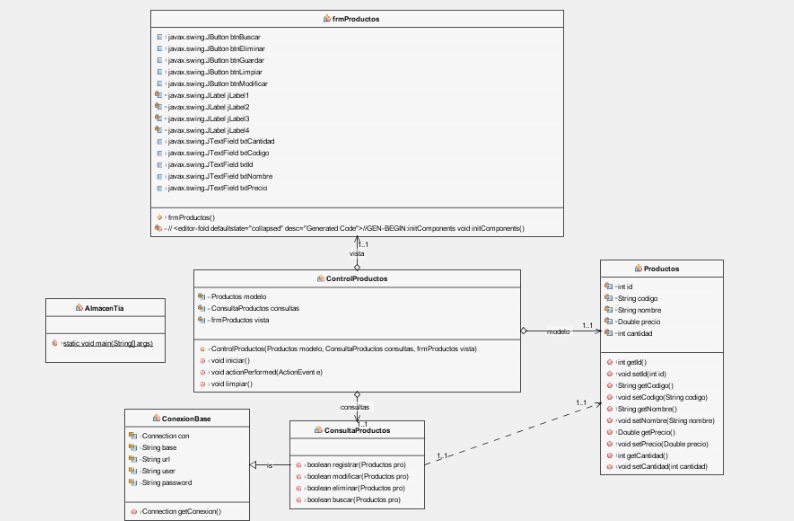 frmProductos
-javax.swing.JButton btnBuscar
-javax.swing.JButton btnEliminar
-javax.swing.JButton btnGuardar
-javax.swing.JButton btnLimpiar
-javax.swing.JButton btnModificar
-javax.swing.JLabel jLabel1
-javax.swing.JLabel jLabel2
-javax.swing.JLabel jLabel3
-javax.swing.JLabel jLabel4
-javax.swing.JTextField txtCantidad
-javax.swing.JTextField txtCodigo
-javax.swing.JTextField txtId
-javax.swing.JTextField txtNombre
-javax.swing.JTextField txtPrecio
+frmProductos()
-// <editor-fold defaultstate="collapsed" desc="Generated Code">//GEN-BEGIN:initComponents void initComponents()
1..1
vista
ControlProductos
-Productos modelo
-ConsultaProductos consultas
-frmProductos vista
+ControlProductos(Productos modelo, ConsultaProductos consultas, frmProductos vista)
+void iniciar()
+void actionPerformed(ActionEvent e)
+void limpiar()
modelo
1..1
Productos
-int id
-String codigo
-String nombre
-Double precio
-int cantidad
+int getId()
+void setId(int id)
+String getCodigo()
+void setCodigo(String codigo)
+String getNombre()
+void setNombre(String nombre)
+Double getPrecio()
+void setPrecio(Double precio)
+int getCantidad()
+void setCantidad(int cantidad)
AlmacenTia
+static void main(String[] args)
consultas
1..1
ConexionBase
-Connection con
-String base
-String url
-String user
-String password
+Connection getConexion()
is
ConsultaProductos
+boolean registrar(Productos pro)
+boolean modificar(Productos pro)
+boolean eliminar(Productos pro)
+boolean buscar(Productos pro)
1..1
1..1